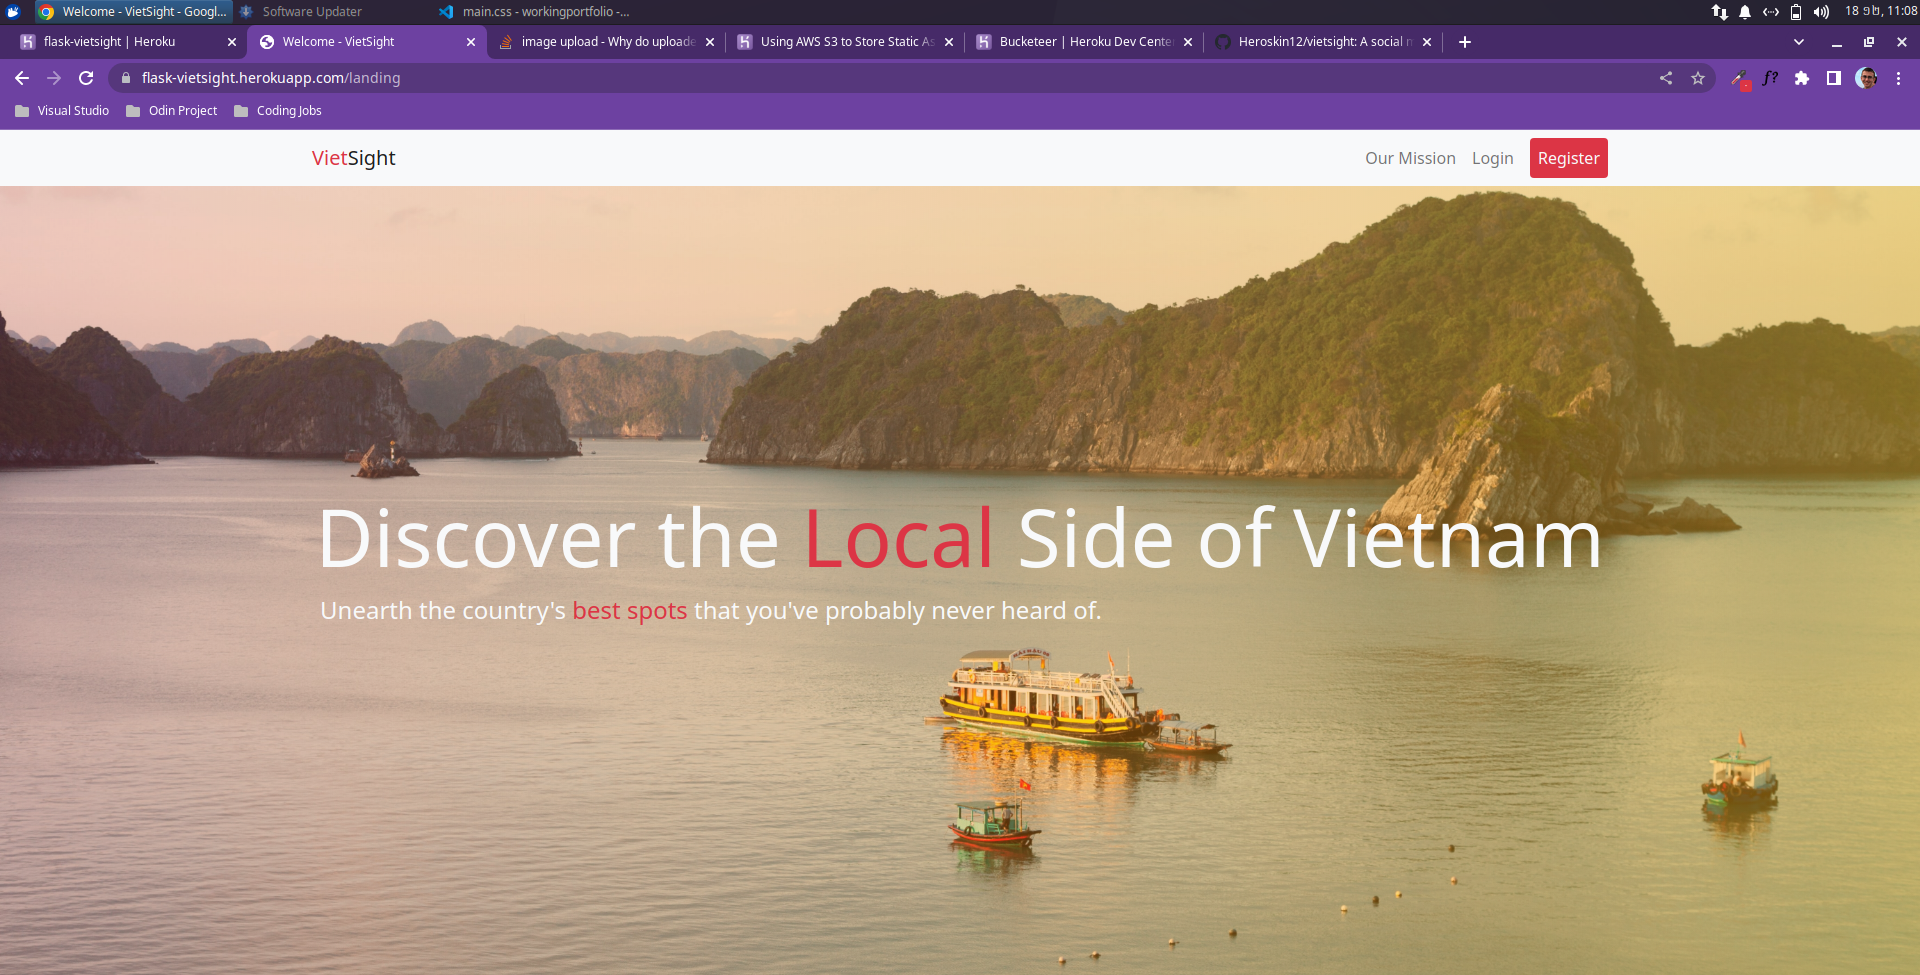 Welcome - VietSight - Googl...
Software Updater
main.css - workingportfolio -...
18 ອ໒, 11:08
flask-vietsight | Heroku
Welcome - VietSight
image upload - Why do uploade
Using AWS S3 to Store Static As
Bucketeer | Heroku Dev Cente
Heroskin12/vietsight: A social m
flask-vietsight.herokuapp.com/landing
f?
Visual Studio
Odin Project
Coding Jobs
VietSight
Our Mission
Login
Register
Discover the Local Side of Vietnam
Unearth the country's best spots that you've probably never heard of.